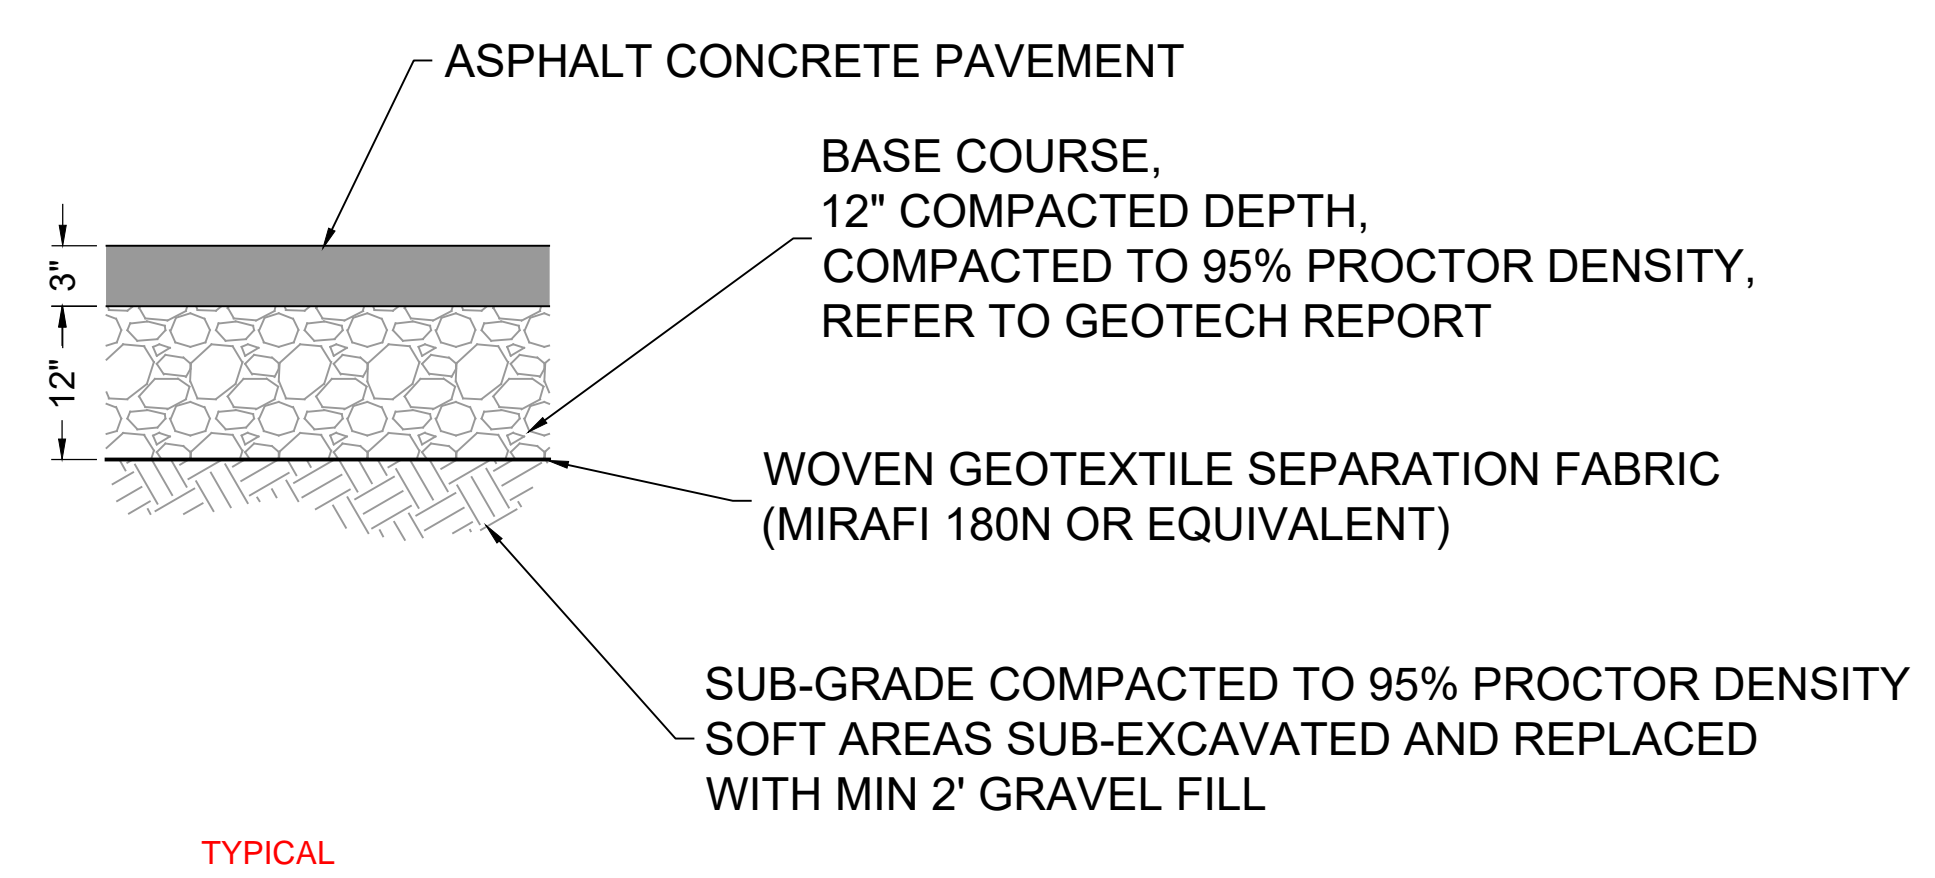 ASPHALT CONCRETE PAVEMENT
BASE COURSE,
12" COMPACTED DEPTH,
COMPACTED TO 95% PROCTOR DENSITY,
REFER TO GEOTECH REPORT
3"
12"
WOVEN GEOTEXTILE SEPARATION FABRIC
(MIRAFI 180N OR EQUIVALENT)
SUB-GRADE COMPACTED TO 95% PROCTOR DENSITY
SOFT AREAS SUB-EXCAVATED AND REPLACED
WITH MIN 2' GRAVEL FILL
TYPICAL